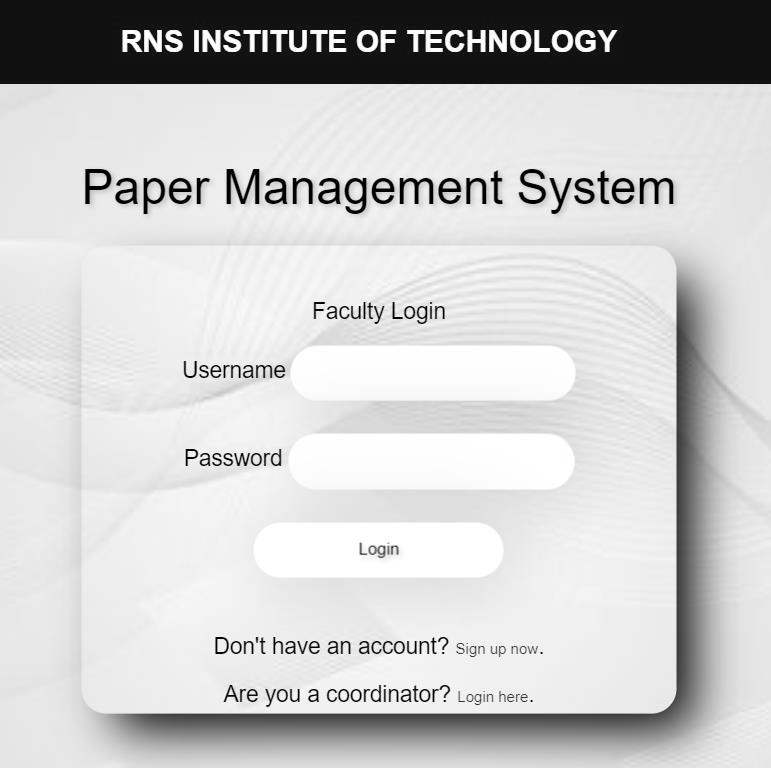 RNS INSTITUTE OF TECHNOLOGY
Paper Management System
Faculty Login
Username
Password
Login
Don't have an account? Sign up now.
Are you a coordinator? Login here.